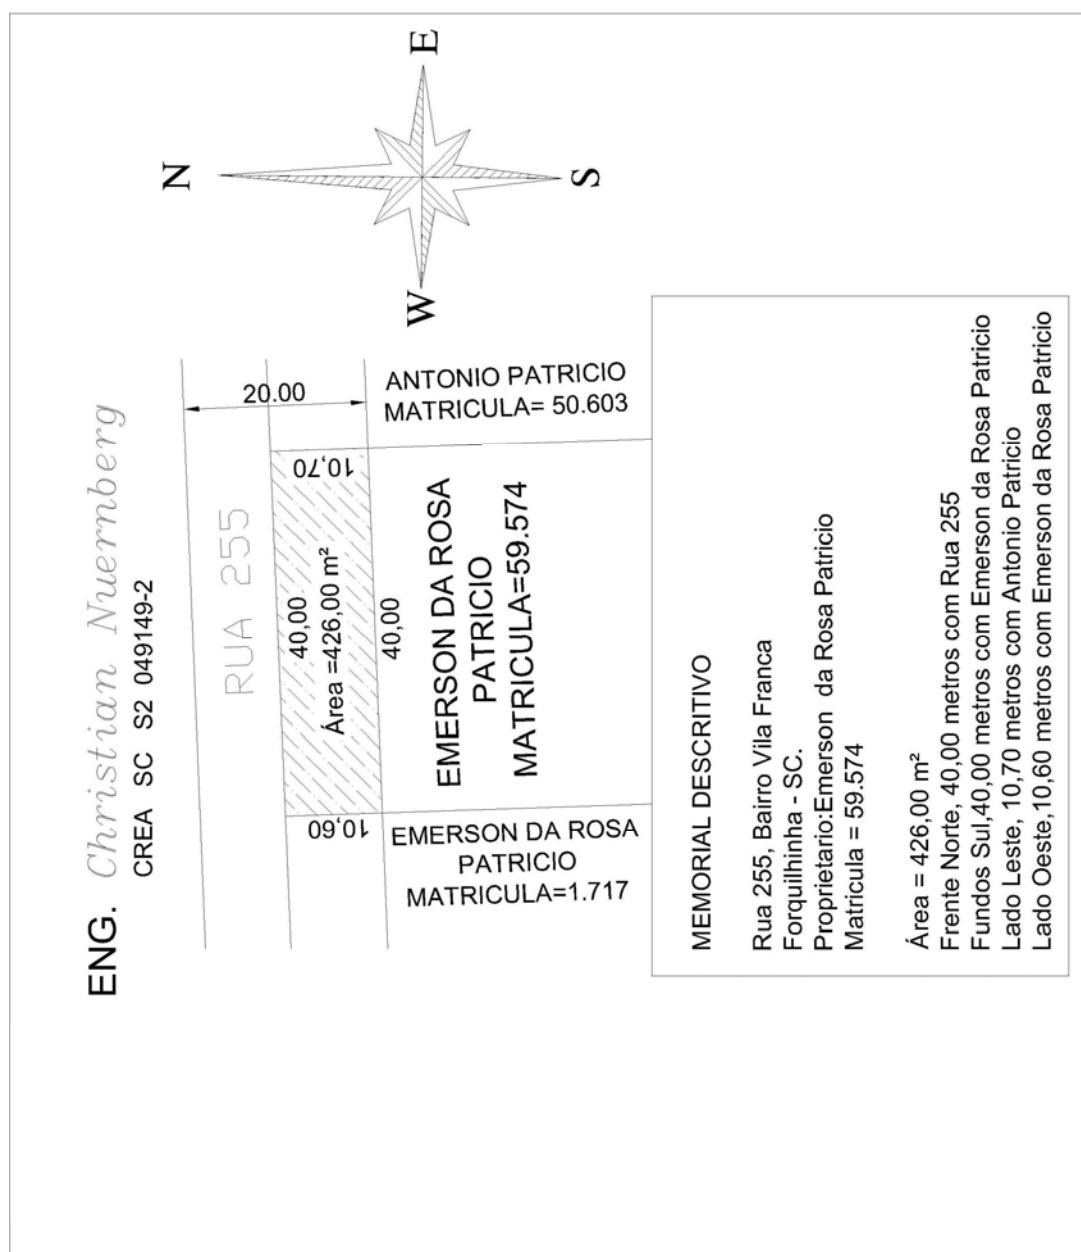 ENG. Christian Nuernberg
CREA SC S2 049149-2
N
E
S
W
RUA 255
20.00
40,00
Área =426,00 m²
10,70
10,60
40,00
ANTONIO PATRICIO
MATRICULA= 50.603
EMERSON DA ROSA
PATRICIO
MATRICULA=59.574
EMERSON DA ROSA
PATRICIO
MATRICULA=1.717
MEMORIAL DESCRITIVO
Rua 255, Bairro Vila Franca
Forquilhinha - SC.
Proprietario:Emerson da Rosa Patricio
Matricula = 59.574
Área = 426,00 m²
Frente Norte, 40,00 metros com Rua 255
Fundos Sul,40,00 metros com Emerson da Rosa Patricio
Lado Leste, 10,70 metros com Antonio Patricio
Lado Oeste,10,60 metros com Emerson da Rosa Patricio